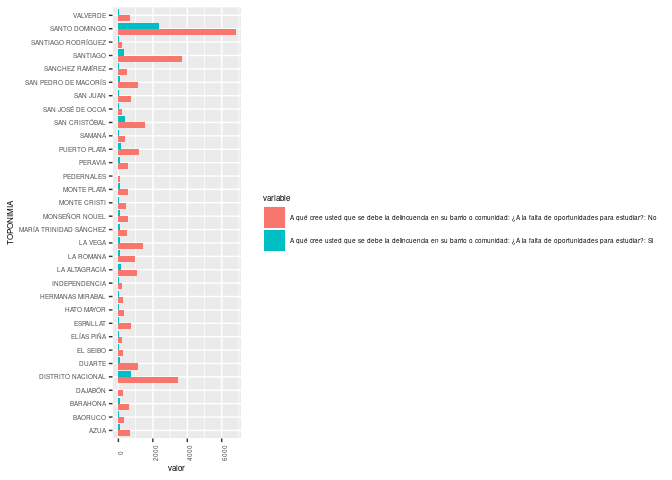 VALVERDE
SANTO DOMINGO
SANTIAGO RODRÍGUEZ
SANTIAGO
SANCHEZ RAMÍREZ
SAN PEDRO DE MACORÍS
SAN JUAN
SAN JOSÉ DE OCOA
SAN CRISTÓBAL
SAMANÁ
PUERTO PLATA
PERAVIA
PEDERNALES
MONTE PLATA
MONTE CRISTI
MONSEÑOR NOUEL
MARÍA TRINIDAD SÁNCHEZ
LA VEGA
LA ROMANA
LA ALTAGRACIA
INDEPENDENCIA
HERMANAS MIRABAL
HATO MAYOR
ESPAILLAT
ELÍAS PIÑA
EL SEIBO
DUARTE
DISTRITO NACIONAL
DAJABÓN
BARAHONA
BAORUCO
AZUA
TOPONIMIA
0
2000
4000
6000
valor
variable
A qué cree usted que se debe la delincuencia en su barrio o comunidad: ¿A la falta de oportunidades para estudiar?: No
A qué cree usted que se debe la delincuencia en su barrio o comunidad: ¿A la falta de oportunidades para estudiar?: Si